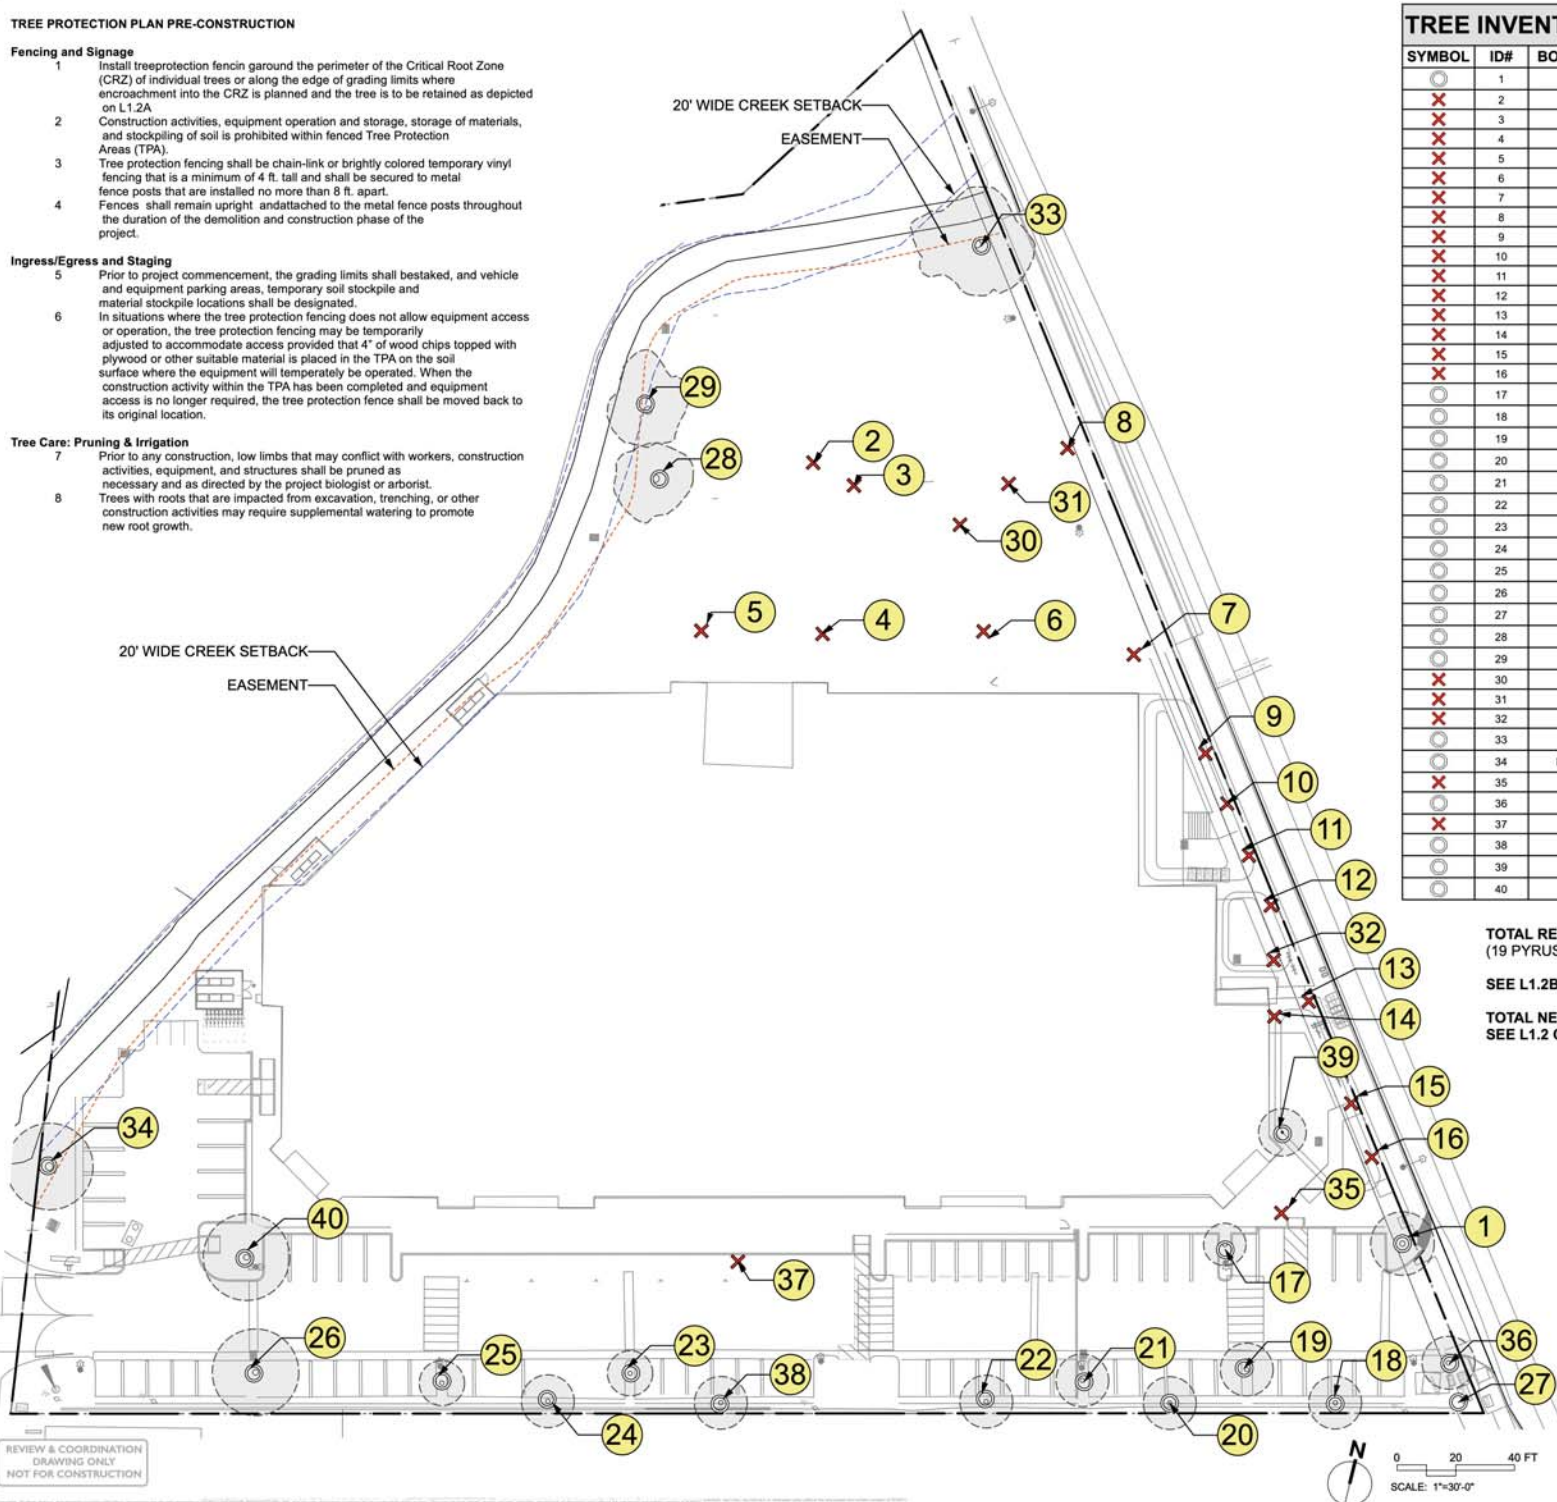 TREE PROTECTION PLAN PRE-CONSTRUCTION
Fencing and Signage
1 Install treeprotection fencin garound the perimeter of the Critical Root Zone
(CRZ) of individual trees or along the edge of grading limits where
encroachment into the CRZ is planned and the tree is to be retained as depicted
on L1.2A
2 Construction activities, equipment operation and storage, storage of materials,
and stockpiling of soil is prohibited within fenced Tree Protection
Areas (TPA).
3 Tree protection fencing shall be chain-link or brightly colored temporary vinyl
fencing that is a minimum of 4 ft. tall and shall be secured to metal
fence posts that are installed no more than 8 ft. apart.
4 Fences shall remain upright andattached to the metal fence posts throughout
the duration of the demolition and construction phase of the
project.
Ingress/Egress and Staging
5 Prior to project commencement, the grading limits shall bestaked, and vehicle
and equipment parking areas, temporary soil stockpile and
material stockpile locations shall be designated.
6 In situations where the tree protection fencing does not allow equipment access
or operation, the tree protection fencing may be temporarily
adjusted to accommodate access provided that 4" of wood chips topped with
plywood or other suitable material is placed in the TPA on the soil
surface where the equipment will temperately be operated. When the
construction activity within the TPA has been completed and equipment
access is no longer required, the tree protection fence shall be moved back to
its original location.
Tree Care: Pruning & Irrigation
7 Prior to any construction, low limbs that may conflict with workers, construction
activities, equipment, and structures shall be pruned as
necessary and as directed by the project biologist or arborist.
8 Trees with roots that are impacted from excavation, trenching, or other
construction activities may require supplemental watering to promote
new root growth.
20' WIDE CREEK SETBACK
EASEMENT
33
29
28
2
3
8
31
30
5
4
6
7
20' WIDE CREEK SETBACK
EASEMENT
9
10
11
12
32
13
14
39
15
34
16
35
40
1
37
17
26
25
23
38
22
21
19
18
36
27
24
20
TREE INVENT
SYMBOL ID# BO
1
2
3
4
5
6
7
8
9
10
11
12
13
14
15
16
17
18
19
20
21
22
23
24
25
26
27
28
29
30
31
32
33
34
35
36
37
38
39
40
TOTAL RE
(19 PYRUS
SEE L1.2B
TOTAL NE
SEE L1.2
REVIEW & COORDINATION
DRAWING ONLY
NOT FOR CONSTRUCTION
N
0 20 40 FT
SCALE: 1"=30'-0"